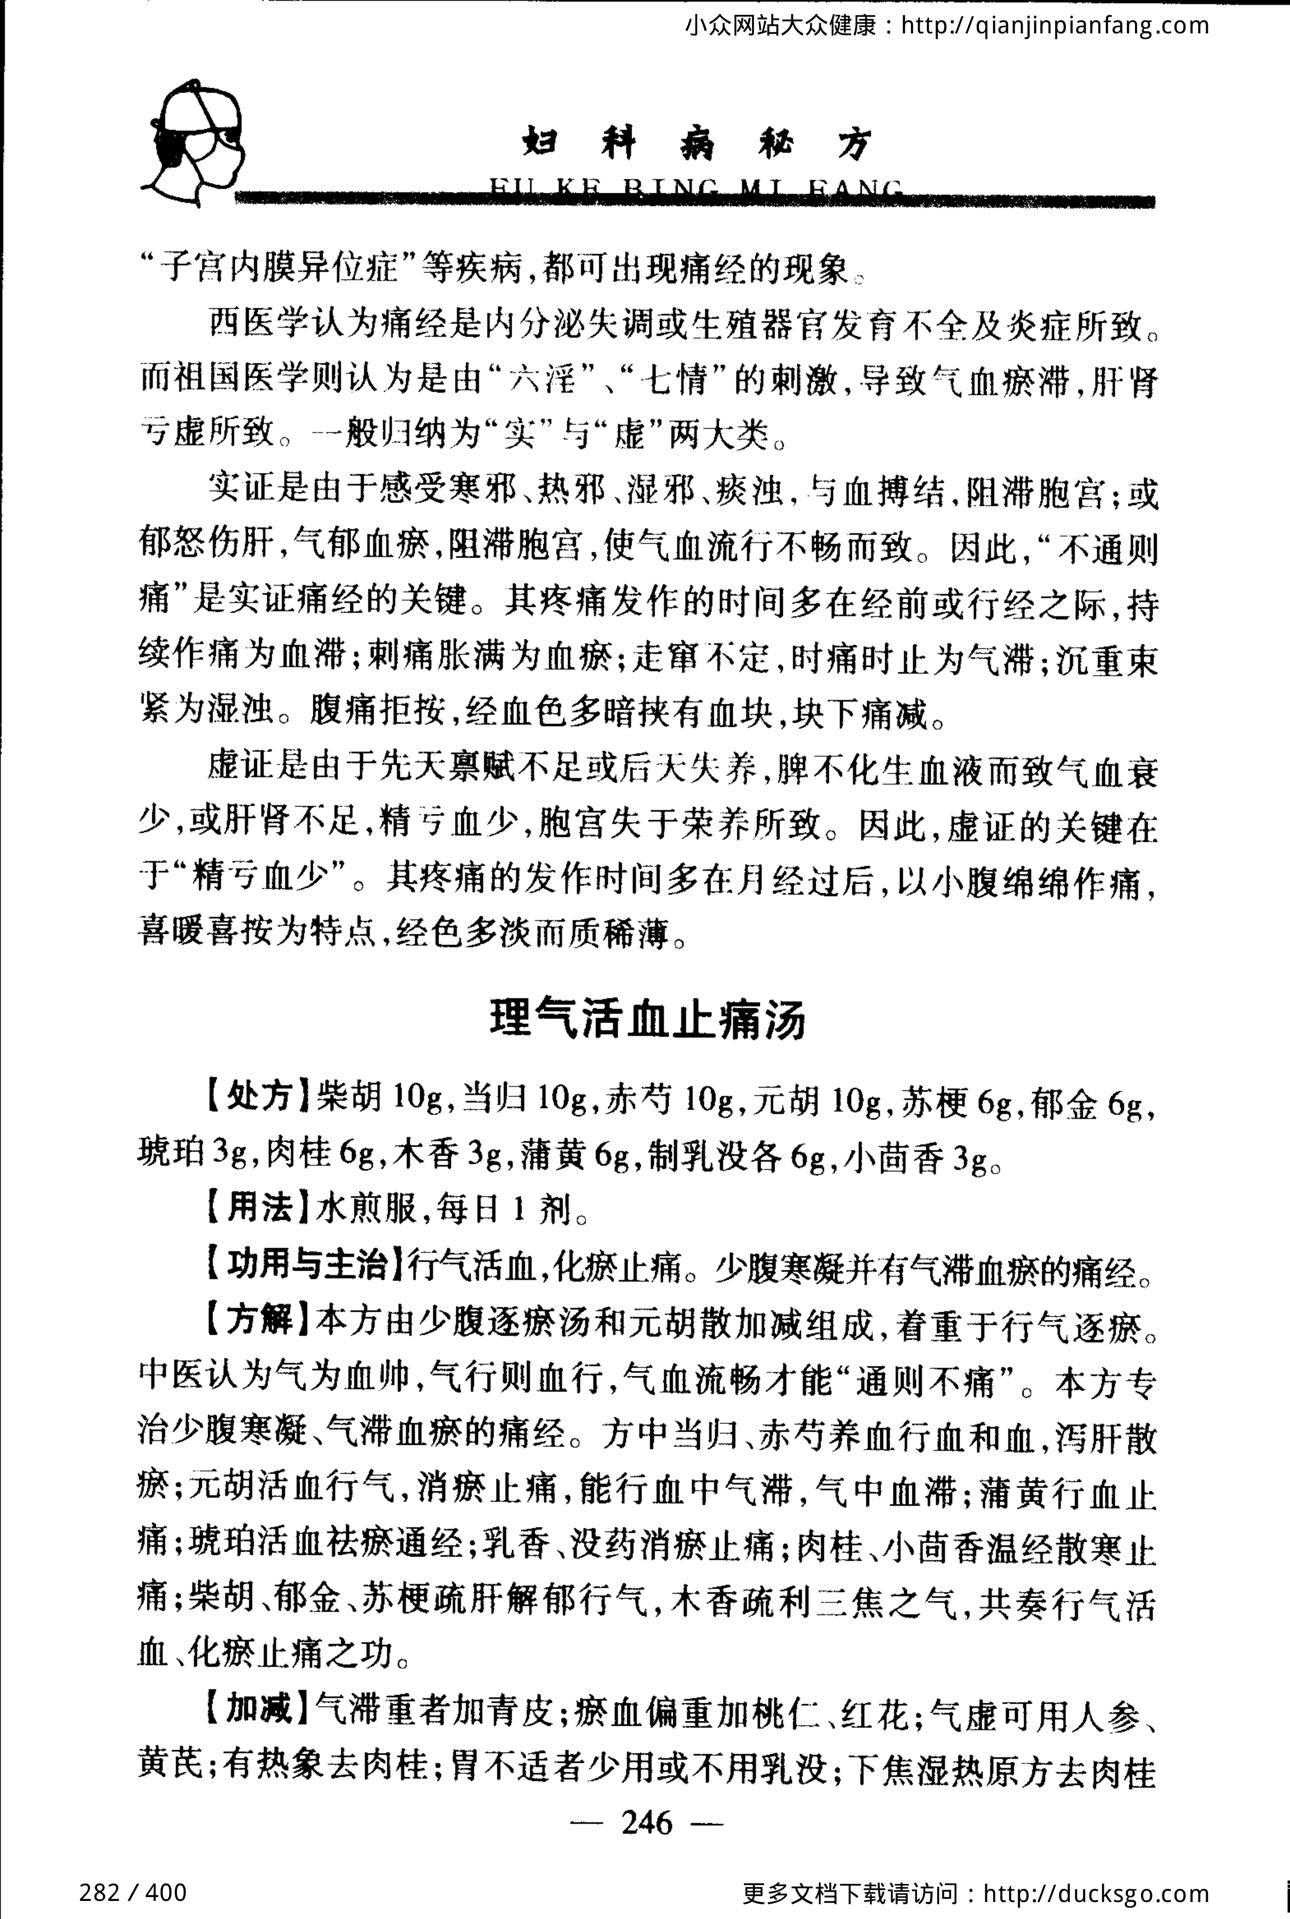 小众网站大众健康：http://qianjinpianfang.com
妇科病秘方
FU KE BING MI FANG
“子宫内膜异位症”等疾病,都可出现痛经的现象。
西医学认为痛经是内分泌失调或生殖器官发育不全及炎症所致。
而祖国医学则认为是由“六淫”、“七情”的刺激,导致气血瘀滞,肝肾
亏虚所致。一般归纳为“实”与“虚”两大类。
实证是由于感受寒邪、热邪、湿邪、痰浊,与血搏结,阻滞胞宫;或
郁怒伤肝,气郁血瘀,阻滞胞宫,使气血流行不畅而致。因此,“不通则
痛”是实证痛经的关键。其疼痛发作的时间多在经前或行经之际,持
续作痛为血滞;刺痛胀满为血瘀;走窜不定,时痛时止为气滞;沉重束
紧为湿浊。腹痛拒按,经血色多暗挟有血块,块下痛减。
虚证是由于先天禀赋不足或后天失养,脾不化生血液而致气血衰
少,或肝肾不足,精亏血少,胞宫失于荣养所致。因此,虚证的关键在
于“精亏血少”。其疼痛的发作时间多在月经过后,以小腹绵绵作痛,
喜暖喜按为特点,经色多淡而质稀薄。
理气活血止痛汤
【处方】柴胡 10g,当归 10g,赤芍 10g,元胡 10g,苏梗 6g,郁金 6g,
琥珀 3g,肉桂 6g,木香 3g,蒲黄 6g,制乳没各 6g,小茴香 3g。
【用法】水煎服,每日 1 剂。
【功用与主治】行气活血,化瘀止痛。少腹寒凝并有气滞血瘀的痛经。
【方解】本方由少腹逐瘀汤和元胡散加减组成,着重于行气逐瘀。
中医认为气为血帅,气行则血行,气血流畅才能“通则不痛”。本方专
治少腹寒凝、气滞血瘀的痛经。方中当归、赤芍养血行血和血,泻肝散
瘀;元胡活血行气,消瘀止痛,能行血中气滞,气中血滞;蒲黄行血止
痛;琥珀活血祛瘀通经;乳香、没药消瘀止痛;肉桂、小茴香温经散寒止
痛;柴胡、郁金、苏梗疏肝解郁行气,木香疏利三焦之气,共奏行气活
血、化瘀止痛之功。
【加减】气滞重者加青皮;瘀血偏重加桃仁、红花;气虚可用人参、
黄芪;有热象去肉桂;胃不适者少用或不用乳没;下焦湿热原方去肉桂
— 246 —
282 / 400
更多文档下载请访问：http://ducksgo.com